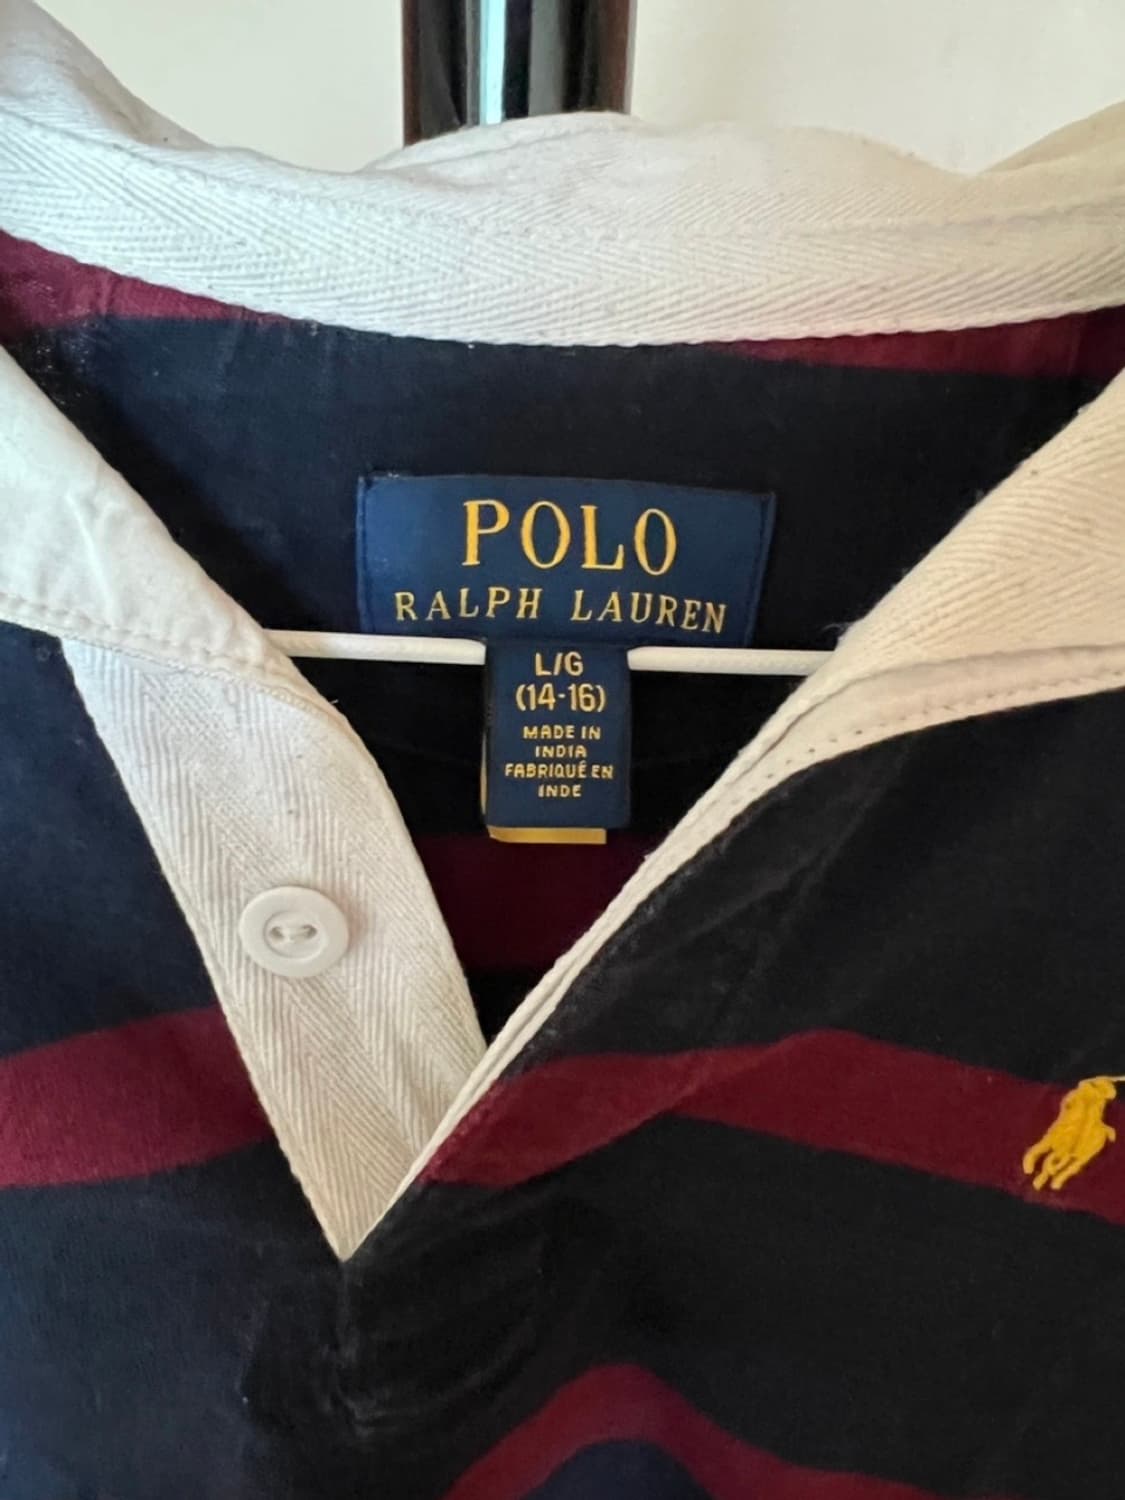 POLO
RALPH LAUREN
L/G
(14-16)
MADE IN
INDIA
FABRIQUÉ EN
INDE